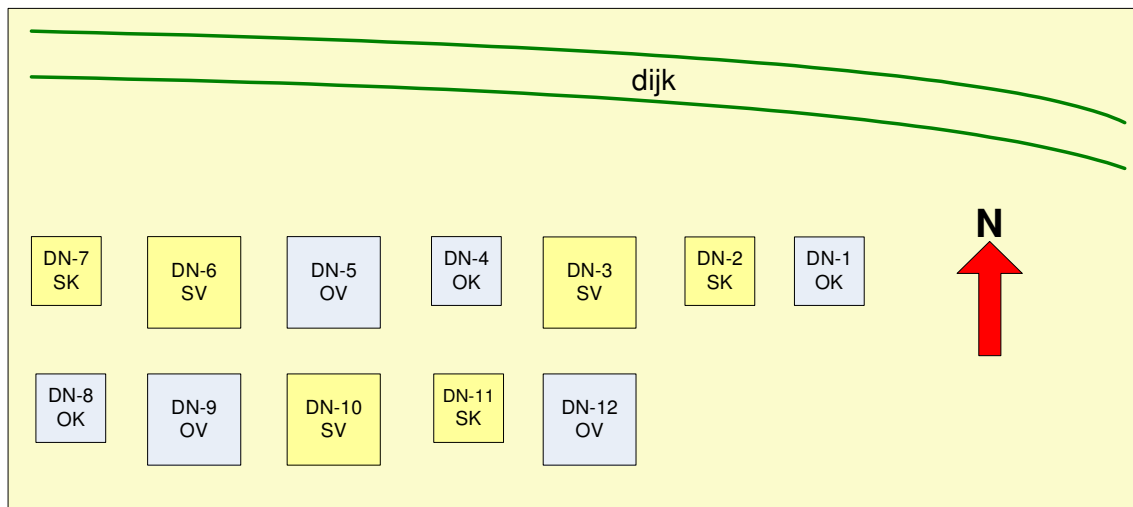 dijk
N
DN-7
SK
DN-6
SV
DN-5
OV
DN-4
OK
DN-3
SV
DN-2
SK
DN-1
OK
DN-8
OK
DN-9
OV
DN-10
SV
DN-11
SK
DN-12
OV